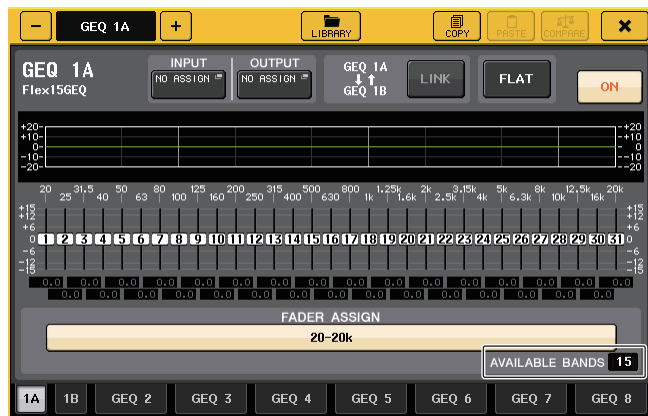 − GEQ 1A + LIBRARY COPY PASTE COMPARE ×
GEQ 1A
Flex15GEQ
INPUT
NO ASSIGN
OUTPUT
NO ASSIGN
GEQ 1A
GEQ 1B
LINK
FLAT
ON
+20 +20
+10 +10
0 0
-10 -10
-20 -20
20 31.5 50 80 125 200 315 500 800 1.25k 2k 3.15k 5k 8k 12.5k 20k
25 40 63 100 160 250 400 630 1k 1.6k 2.5k 4k 6.3k 10k 16k
+15 +15
+12 +12
+6 +6
0 1 2 3 4 5 6 7 8 9 10 11 12 13 14 15 16 17 18 19 20 21 22 23 24 25 26 27 28 29 30 31 0
-6 -6
-12 -12
-15 -15
0.0 0.0 0.0 0.0 0.0 0.0 0.0 0.0 0.0 0.0 0.0 0.0 0.0 0.0 0.0 0.0
0.0 0.0 0.0 0.0 0.0 0.0 0.0 0.0 0.0 0.0 0.0 0.0 0.0 0.0 0.0
FADER ASSIGN
20-20k
AVAILABLE BANDS 15
1A 1B GEQ 2 GEQ 3 GEQ 4 GEQ 5 GEQ 6 GEQ 7 GEQ 8